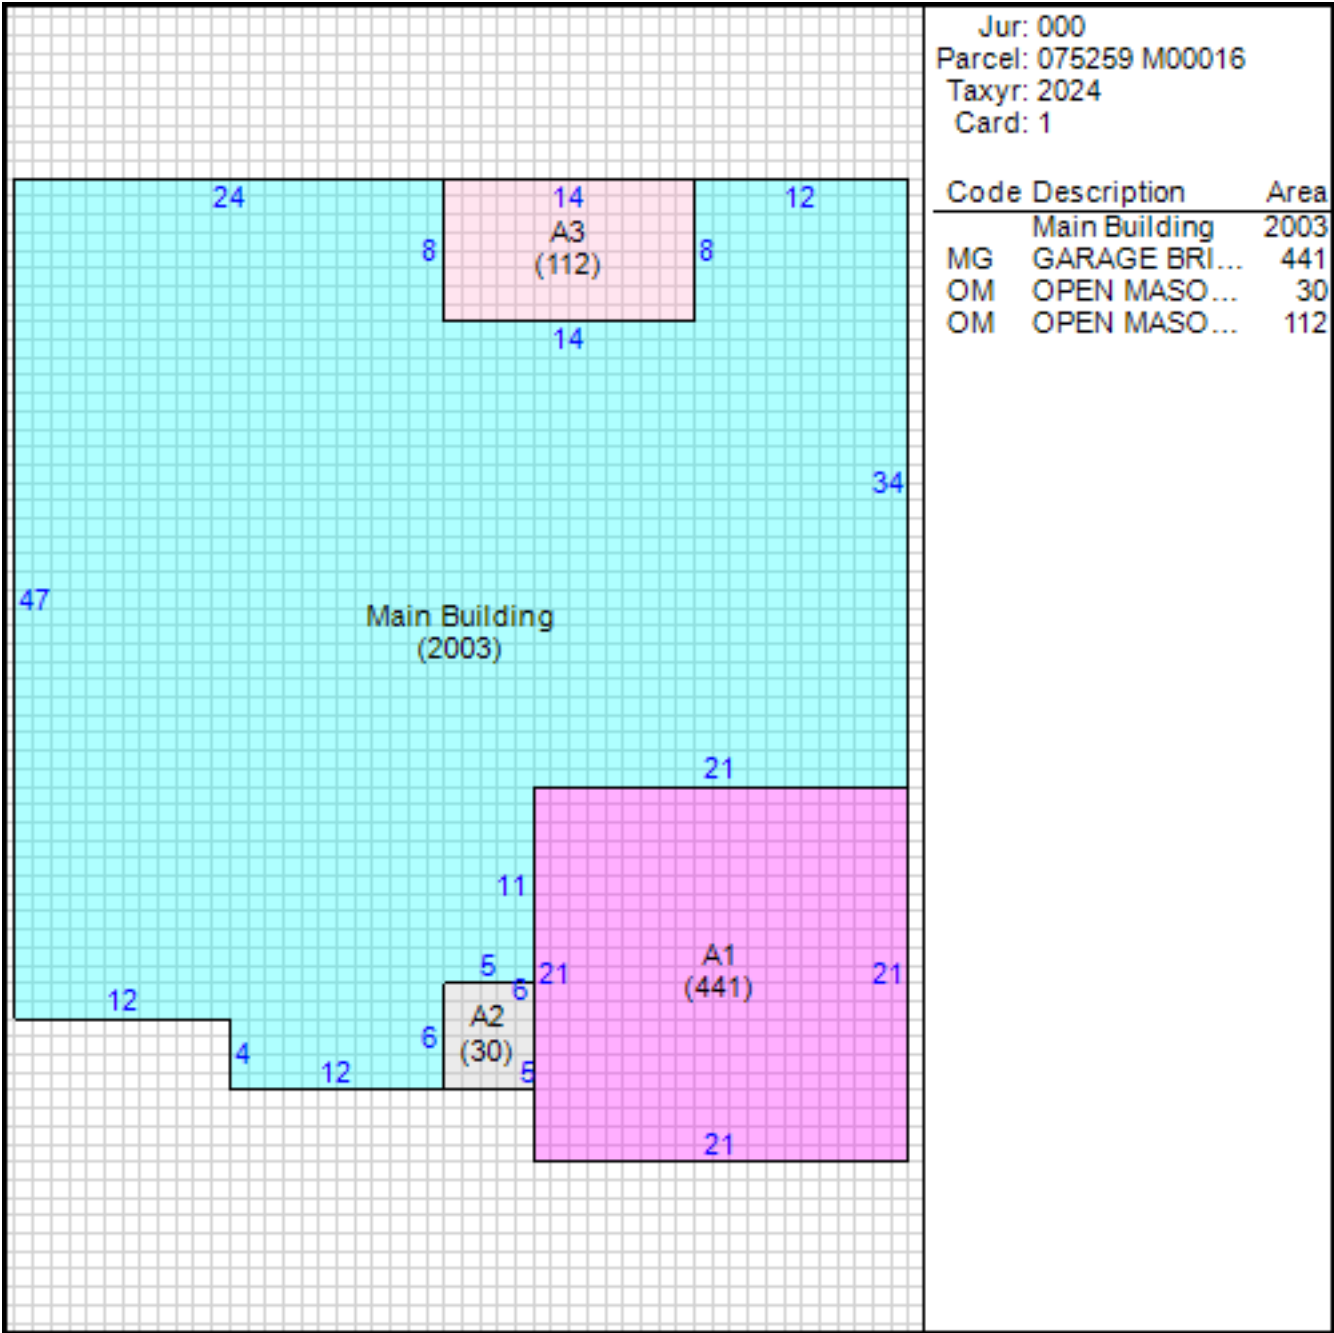 Jur: 000
Parcel: 075259 M00016
Taxyr: 2024
Card: 1
Code Description Area
Main Building 2003
MG GARAGE BRI... 441
OM OPEN MASO... 30
OM OPEN MASO... 112
24
14
12
8
A3
(112)
8
14
34
47
Main Building
(2003)
21
11
5
6
21
A1
(441)
21
12
A2
(30)
6
4
12
5
21